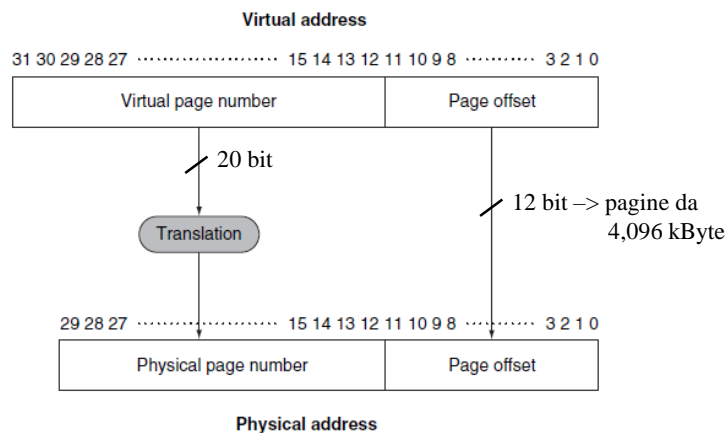 Virtual address
31 30 29 28 27 ························ 15 14 13 12 11 10 9 8 ·········· 3 2 1 0
Virtual page number Page offset
20 bit
12 bit –> pagine da
4,096 kByte
Translation
29 28 27 ························ 15 14 13 12 11 10 9 8 ·········· 3 2 1 0
Physical page number Page offset
Physical address